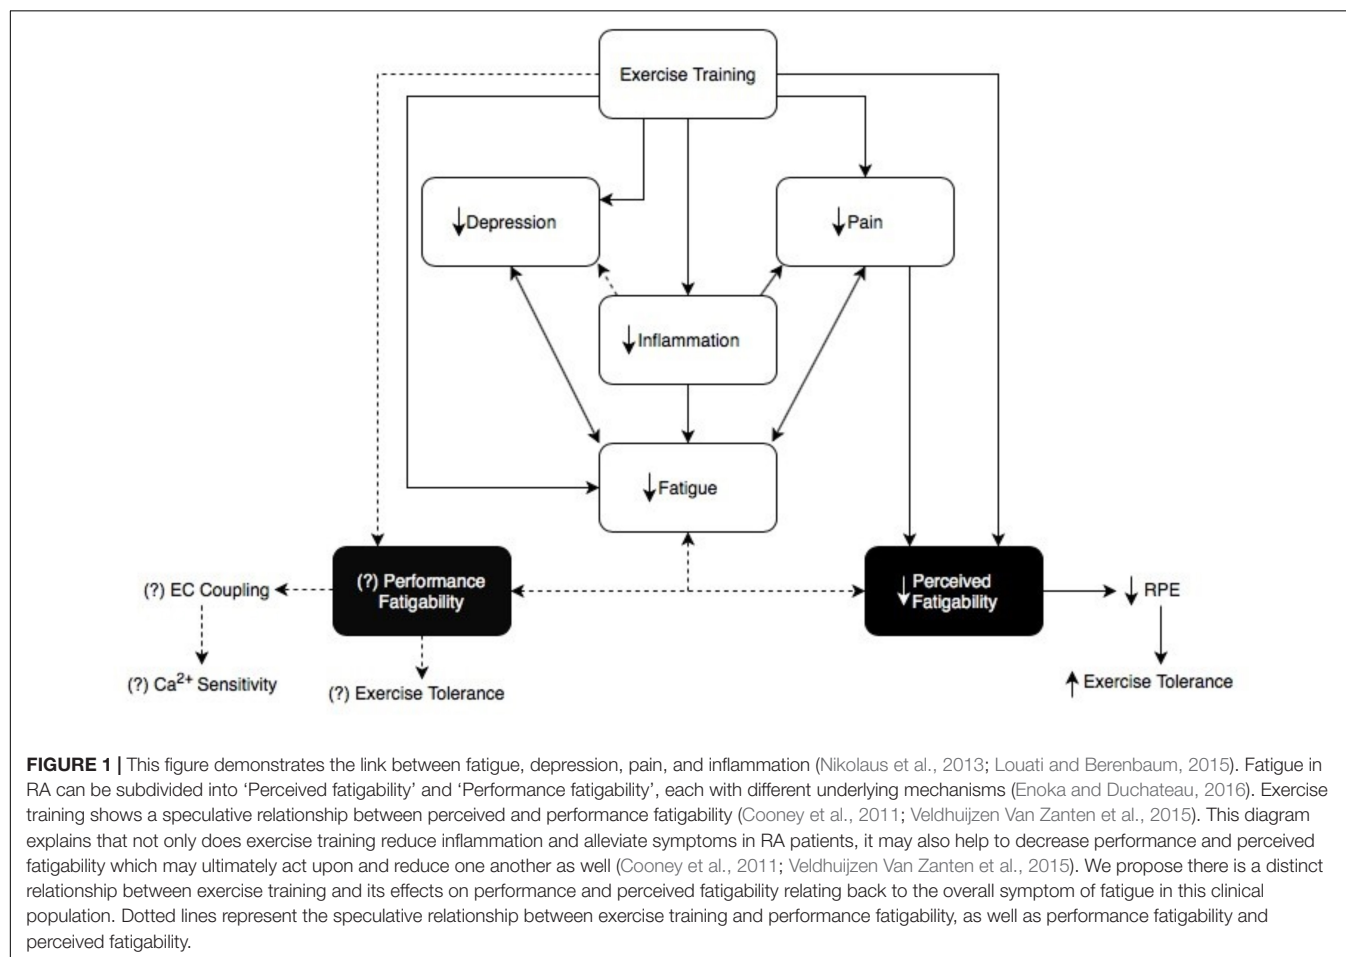 Exercise Training
↓Depression
↓Pain
↓Inflammation
↓Fatigue
(?) EC Coupling
(?) Performance
Fatigability
↓Perceived
Fatigability
↓ RPE
(?) Ca²⁺ Sensitivity
(?) Exercise Tolerance
↑ Exercise Tolerance
FIGURE 1 | This figure demonstrates the link between fatigue, depression, pain, and inflammation (Nikolaus et al., 2013; Louati and Berenbaum, 2015). Fatigue in
RA can be subdivided into ‘Perceived fatigability’ and ‘Performance fatigability’, each with different underlying mechanisms (Enoka and Duchateau, 2016). Exercise
training shows a speculative relationship between perceived and performance fatigability (Cooney et al., 2011; Veldhuijzen Van Zanten et al., 2015). This diagram
explains that not only does exercise training reduce inflammation and alleviate symptoms in RA patients, it may also help to decrease performance and perceived
fatigability which may ultimately act upon and reduce one another as well (Cooney et al., 2011; Veldhuijzen Van Zanten et al., 2015). We propose there is a distinct
relationship between exercise training and its effects on performance and perceived fatigability relating back to the overall symptom of fatigue in this clinical
population. Dotted lines represent the speculative relationship between exercise training and performance fatigability, as well as performance fatigability and
perceived fatigability.